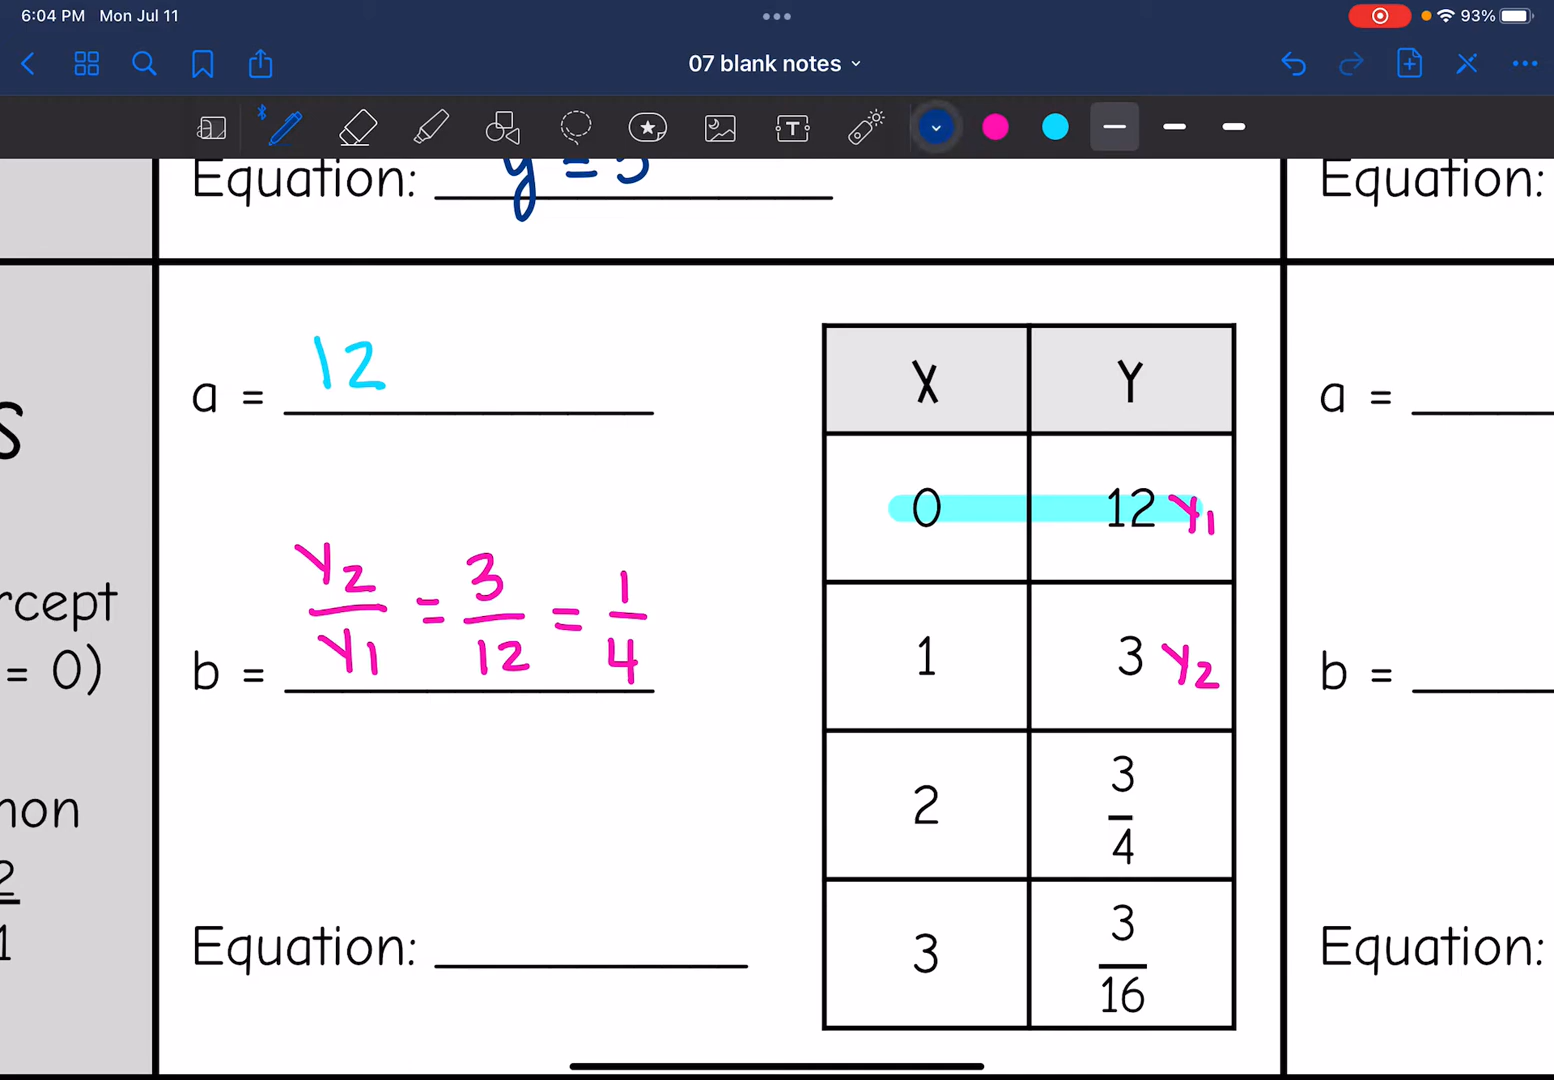 6:04 PM Mon Jul 11
93%
07 blank notes
T
Equation: y = 3
Equation:
a = 12
a =
X Y
0 12 Y1
1 3 Y2
2 3/4
3 3/16
b = Y2/Y1 = 3/12 = 1/4
b =
rcept
= 0)
Equation:
Equation: